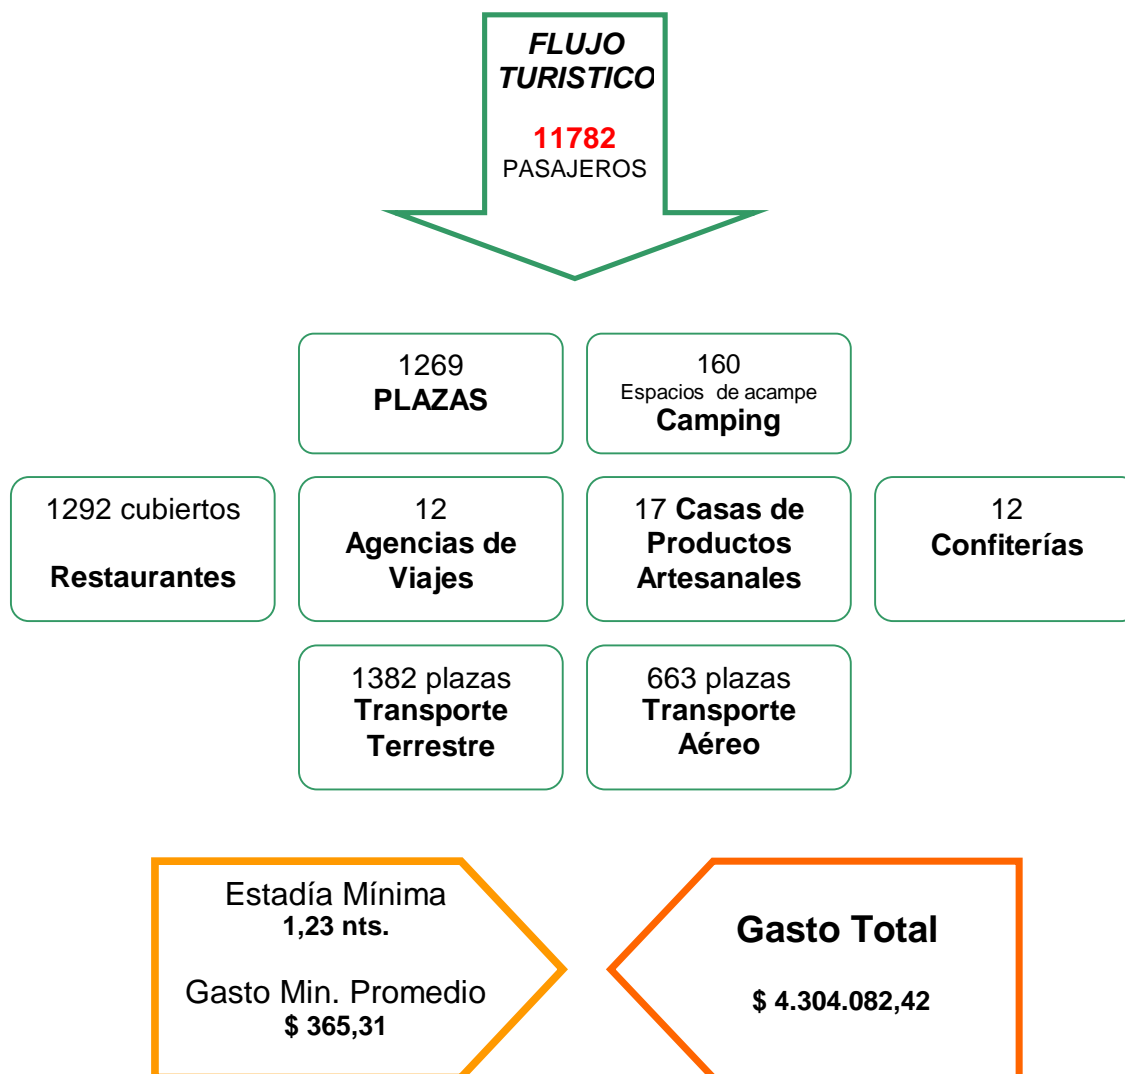 FLUJO
TURISTICO
11782
PASAJEROS
1269
PLAZAS
160
Espacios de acampe
Camping
1292 cubiertos
Restaurantes
12
Agencias de
Viajes
17 Casas de
Productos
Artesanales
12
Confiterías
1382 plazas
Transporte
Terrestre
663 plazas
Transporte
Aéreo
Estadía Mínima
1,23 nts.
Gasto Min. Promedio
$ 365,31
Gasto Total
$ 4.304.082,42